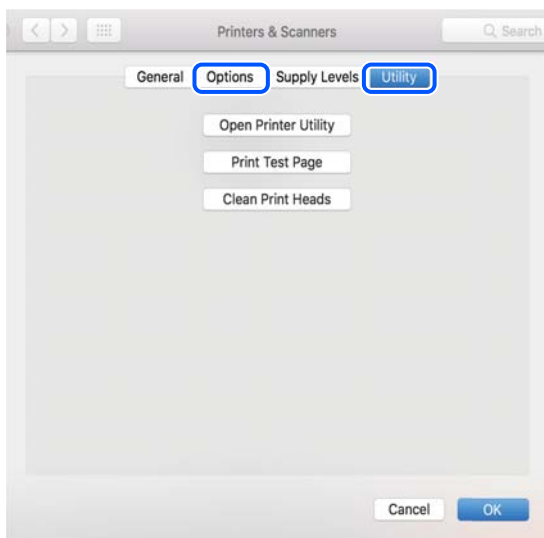 Printers & Scanners
Search
General Options Supply Levels Utility
Open Printer Utility
Print Test Page
Clean Print Heads
Cancel OK